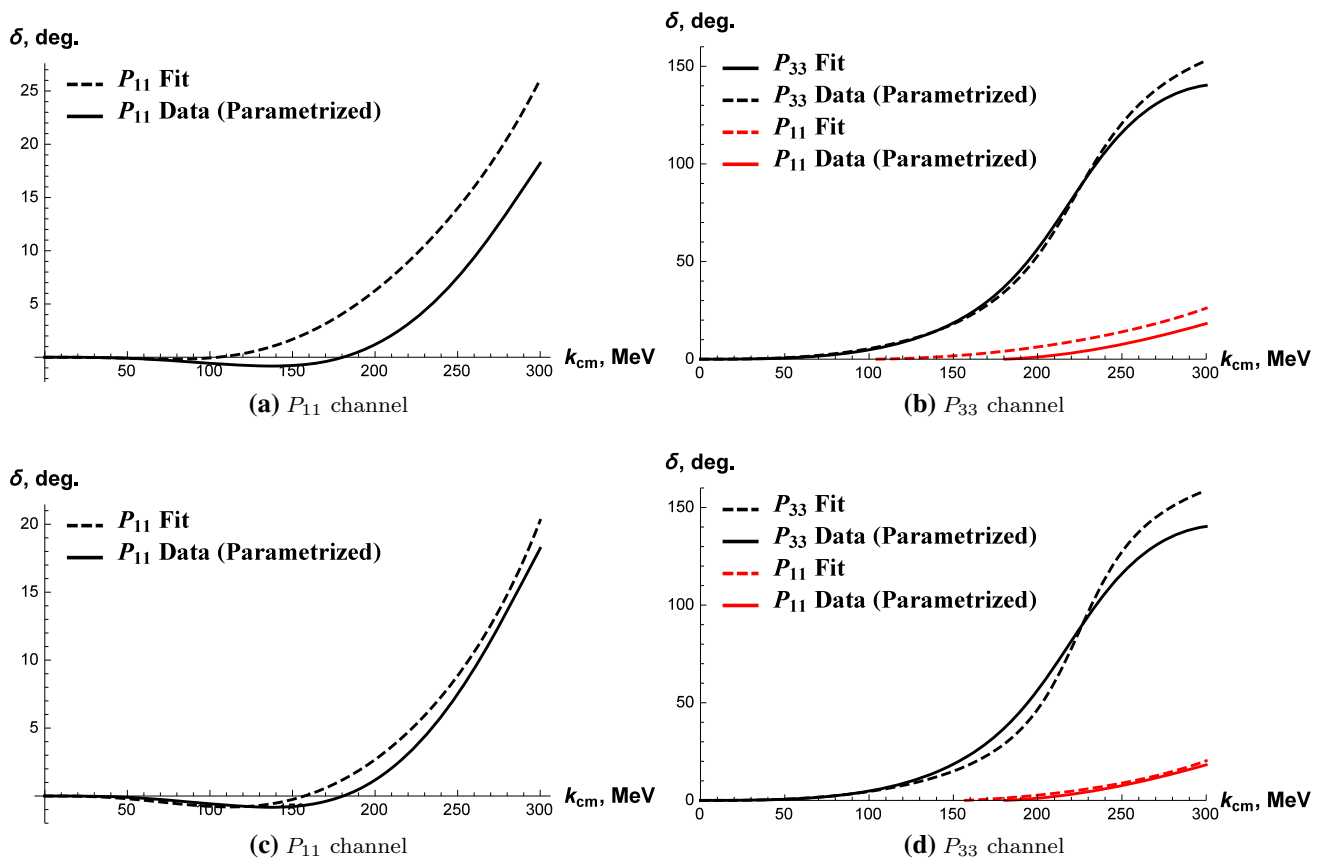 δ, deg.
P11 Fit
P11 Data (Parametrized)
25
20
15
10
5
50
100
150
200
250
300
kcm, MeV
(a) P11 channel
δ, deg.
P33 Fit
P33 Data (Parametrized)
P11 Fit
P11 Data (Parametrized)
150
100
50
0
0
50
100
150
200
250
300
kcm, MeV
(b) P33 channel
δ, deg.
P11 Fit
P11 Data (Parametrized)
20
15
10
5
50
100
150
200
250
300
kcm, MeV
(c) P11 channel
δ, deg.
P33 Fit
P33 Data (Parametrized)
P11 Fit
P11 Data (Parametrized)
150
100
50
0
0
50
100
150
200
250
300
kcm, MeV
(d) P33 channel